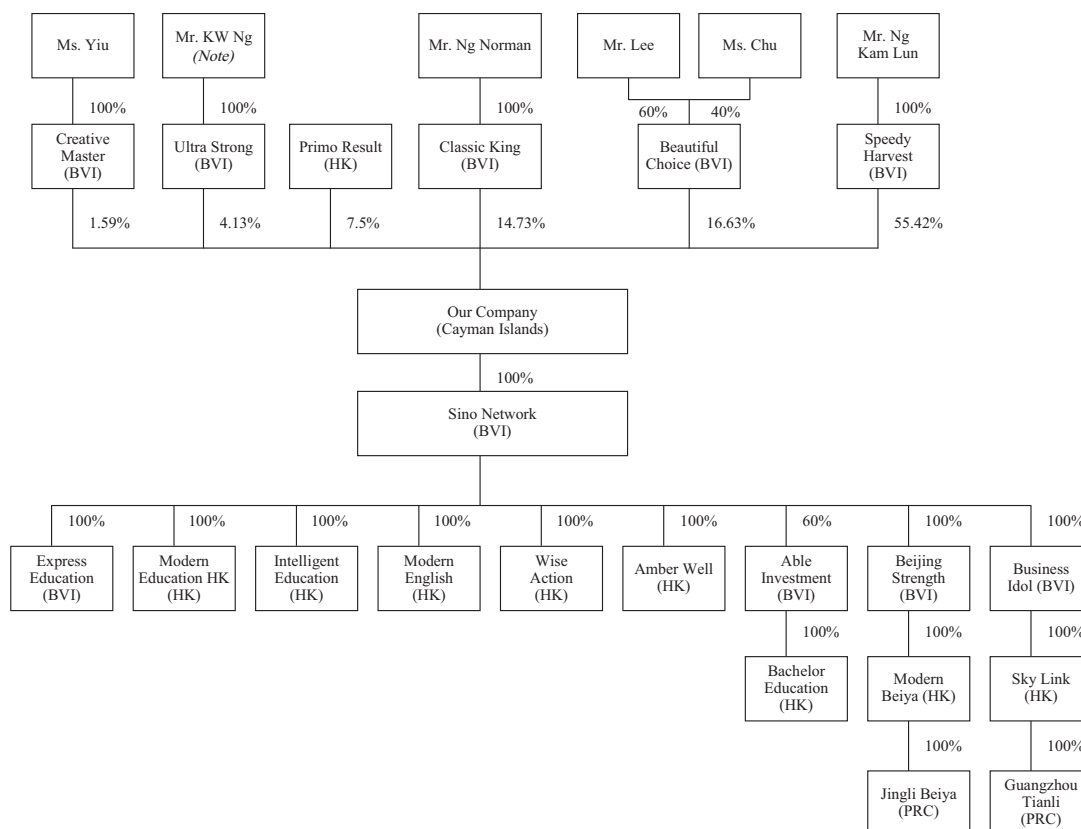 Ms. Yiu
Mr. KW Ng
(Note)
Mr. Ng Norman
Mr. Lee
Ms. Chu
Mr. Ng
Kam Lun
100%
100%
100%
60%
40%
100%
Creative
Master
(BVI)
Ultra Strong
(BVI)
Primo Result
(HK)
Classic King
(BVI)
Beautiful
Choice (BVI)
Speedy
Harvest
(BVI)
1.59%
4.13%
7.5%
14.73%
16.63%
55.42%
Our Company
(Cayman Islands)
100%
Sino Network
(BVI)
100%
100%
100%
100%
100%
100%
60%
100%
100%
Express
Education
(BVI)
Modern
Education HK
(HK)
Intelligent
Education
(HK)
Modern
English
(HK)
Wise
Action
(HK)
Amber Well
(HK)
Able
Investment
(BVI)
Beijing
Strength
(BVI)
Business
Idol (BVI)
100%
100%
100%
Bachelor
Education
(HK)
Modern
Beiya (HK)
Sky Link
(HK)
100%
100%
Jingli Beiya
(PRC)
Guangzhou
Tianli
(PRC)